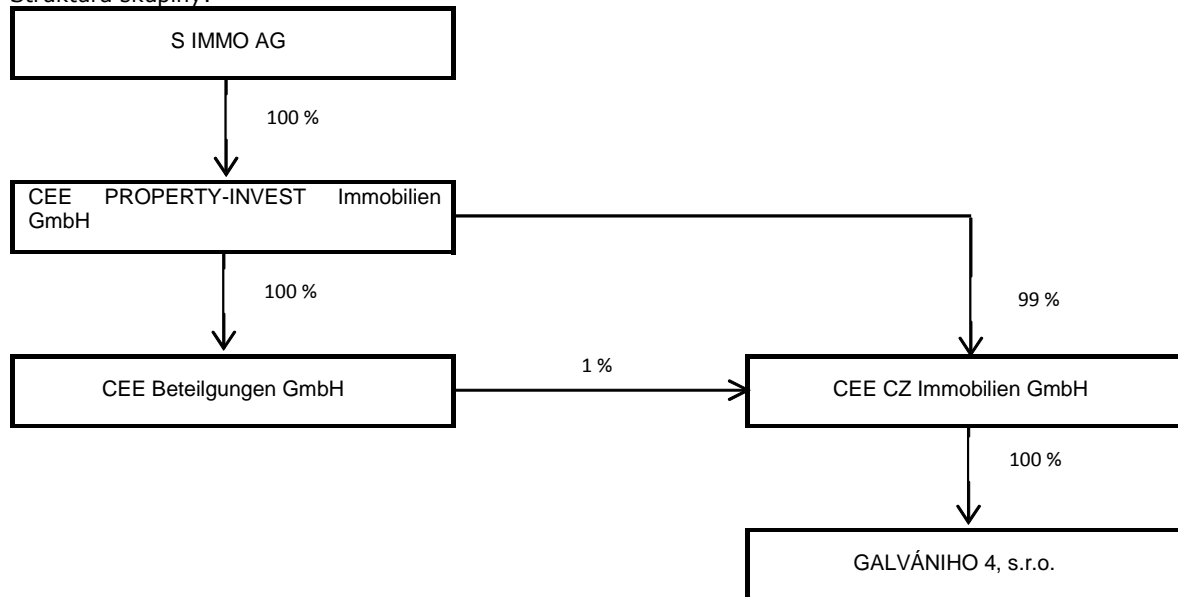 Štruktúra skupiny:
S IMMO AG
100 %
CEE PROPERTY-INVEST Immobilien
GmbH
100 %
99 %
CEE Beteilgungen GmbH
1 %
CEE CZ Immobilien GmbH
100 %
GALVÁNIHO 4, s.r.o.